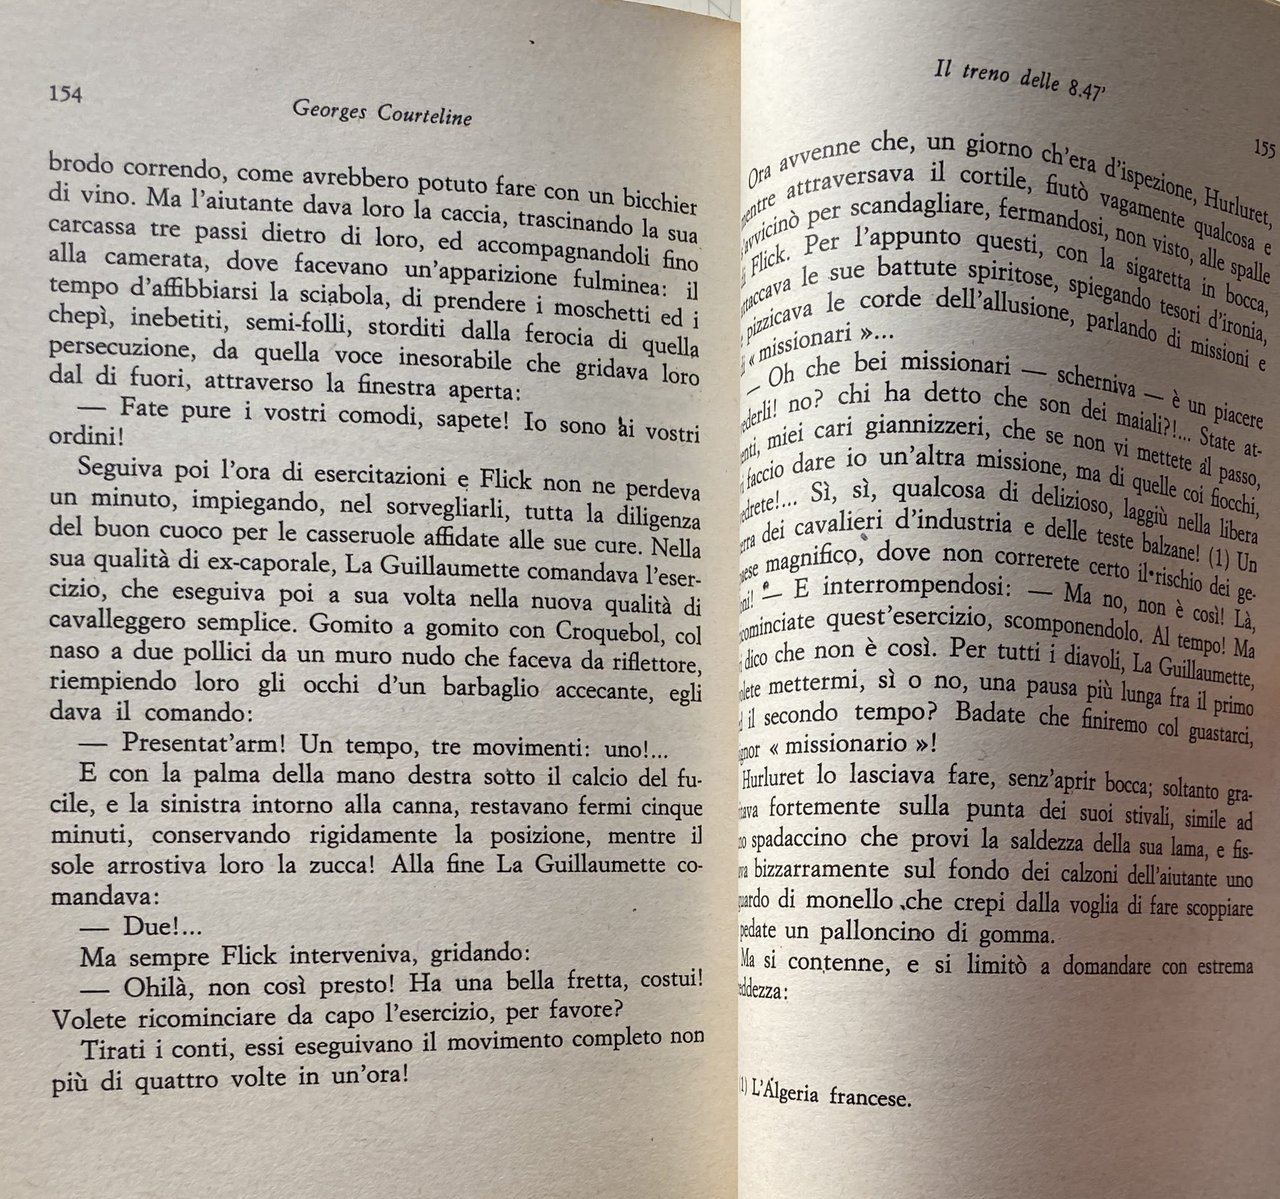 154
Georges Courteline
brodo correndo, come avrebbero potuto fare con un bicchier
di vino. Ma l'aiutante dava loro la caccia, trascinando la sua
carcassa tre passi dietro di loro, ed accompagnandoli fino
alla camerata, dove facevano un'apparizione fulminea: il
tempo d'affibbiarsi la sciabola, di prendere i moschetti ed i
chepì, inebetiti, semi-folli, storditi dalla ferocia di quella
persecuzione, da quella voce inesorabile che gridava loro
dal di fuori, attraverso la finestra aperta:
— Fate pure i vostri comodi, sapete! Io sono ai vostri
ordini!
Seguiva poi l'ora di esercitazioni e Flick non ne perdeva
un minuto, impiegando, nel sorvegliarli, tutta la diligenza
del buon cuoco per le casseruole affidate alle sue cure. Nella
sua qualità di ex-caporale, La Guillaumette comandava l'eser-
cizio, che eseguiva poi a sua volta nella nuova qualità di
cavalleggero semplice. Gomito a gomito con Croquebol, col
naso a due pollici da un muro nudo che faceva da riflettore,
riempiendo loro gli occhi d'un barbaglio accecante, egli
dava il comando:
— Presentat'arm! Un tempo, tre movimenti: uno!...
E con la palma della mano destra sotto il calcio del fu-
cile, e la sinistra intorno alla canna, restavano fermi cinque
minuti, conservando rigidamente la posizione, mentre il
sole arrostiva loro la zucca! Alla fine La Guillaumette co-
mandava:
— Due!...
Ma sempre Flick interveniva, gridando:
— Ohilà, non così presto! Ha una bella fretta, costui!
Volete ricominciare da capo l'esercizio, per favore?
Tirati i conti, essi eseguivano il movimento completo non
più di quattro volte in un'ora!
Il treno delle 8.47'
155
Ora avvenne che, un giorno ch'era d'ispezione, Hurluret,
mentre attraversava il cortile, fiutò vagamente qualcosa e
s'avvicinò per scandagliare, fermandosi, non visto, alle spalle
di Flick. Per l'appunto questi, con la sigaretta in bocca,
attaccava le sue battute spiritose, spiegando tesori d'ironia,
e pizzicava le corde dell'allusione, parlando di missioni e
di « missionari »...
— Oh che bei missionari — scherniva — è un piacere
vederli! no? chi ha detto che son dei maiali?!... State at-
enti, miei cari giannizzeri, che se non vi mettete al passo,
faccio dare io un'altra missione, ma di quelle coi fiocchi,
vedrete!... Sì, sì, qualcosa di delizioso, laggiù nella libera
erra dei cavalieri d'industria e delle teste balzane! (1) Un
paese magnifico, dove non correrete certo il rischio dei ge-
oni! — E interrompendosi: — Ma no, non è così! Là,
cominciate quest'esercizio, scomponendolo. Al tempo! Ma
dico che non è così. Per tutti i diavoli, La Guillaumette,
volete mettermi, sì o no, una pausa più lunga fra il primo
ed il secondo tempo? Badate che finiremo col guastarci,
ignor « missionario »!
Hurluret lo lasciava fare, senz'aprir bocca; soltanto gra-
tava fortemente sulla punta dei suoi stivali, simile ad
no spadaccino che provi la saldezza della sua lama, e fis-
ava bizzarramente sul fondo dei calzoni dell'aiutante uno
guardo di monello che crepi dalla voglia di fare scoppiare
pedate un palloncino di gomma.
Ma si contenne, e si limitò a domandare con estrema
eddezza:
(1) L'Algeria francese.